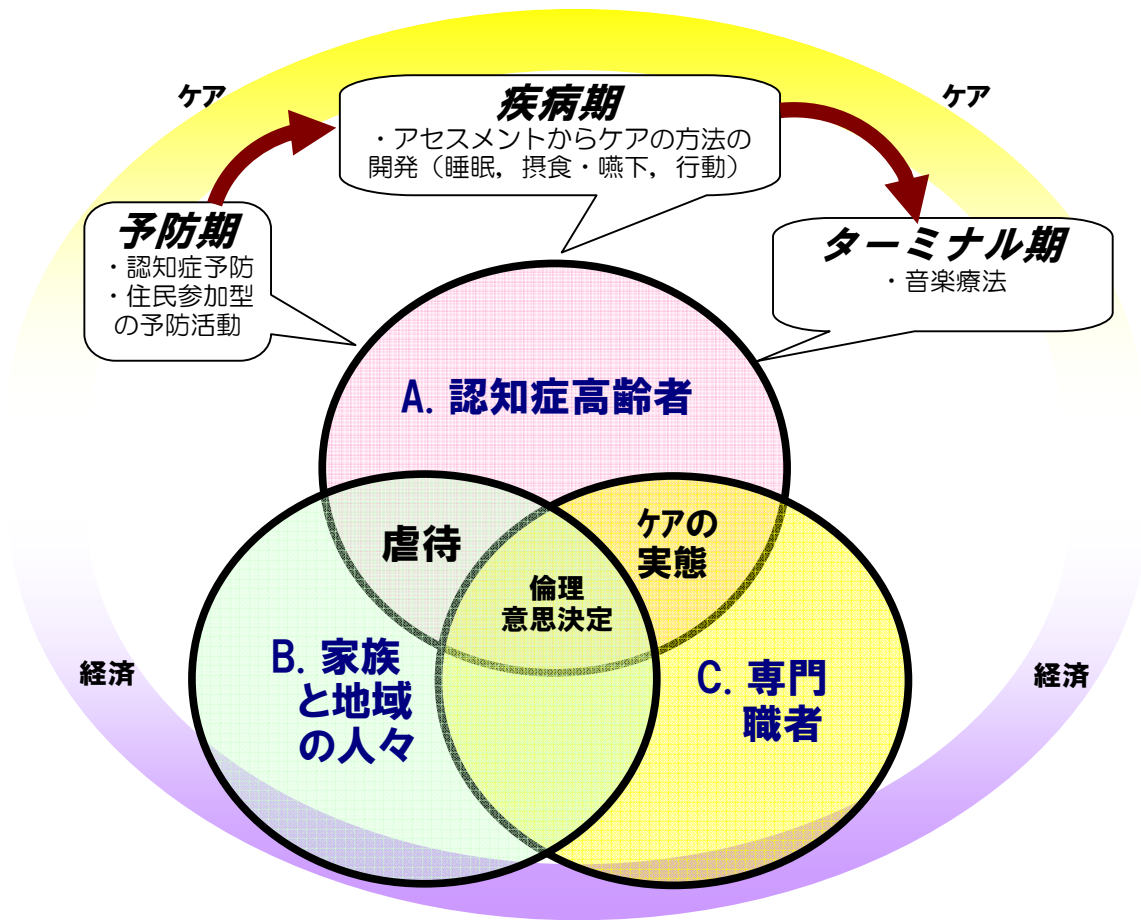 ケア
ケア
疾病期
・アセスメントからケアの方法の
開発（睡眠，摂食・嚥下，行動）
予防期
・認知症予防
・住民参加型
の予防活動
ターミナル期
・音楽療法
A. 認知症高齢者
虐待
ケアの
実態
倫理
意思決定
B. 家族
と地域
の人々
C. 専門
職者
経済
経済